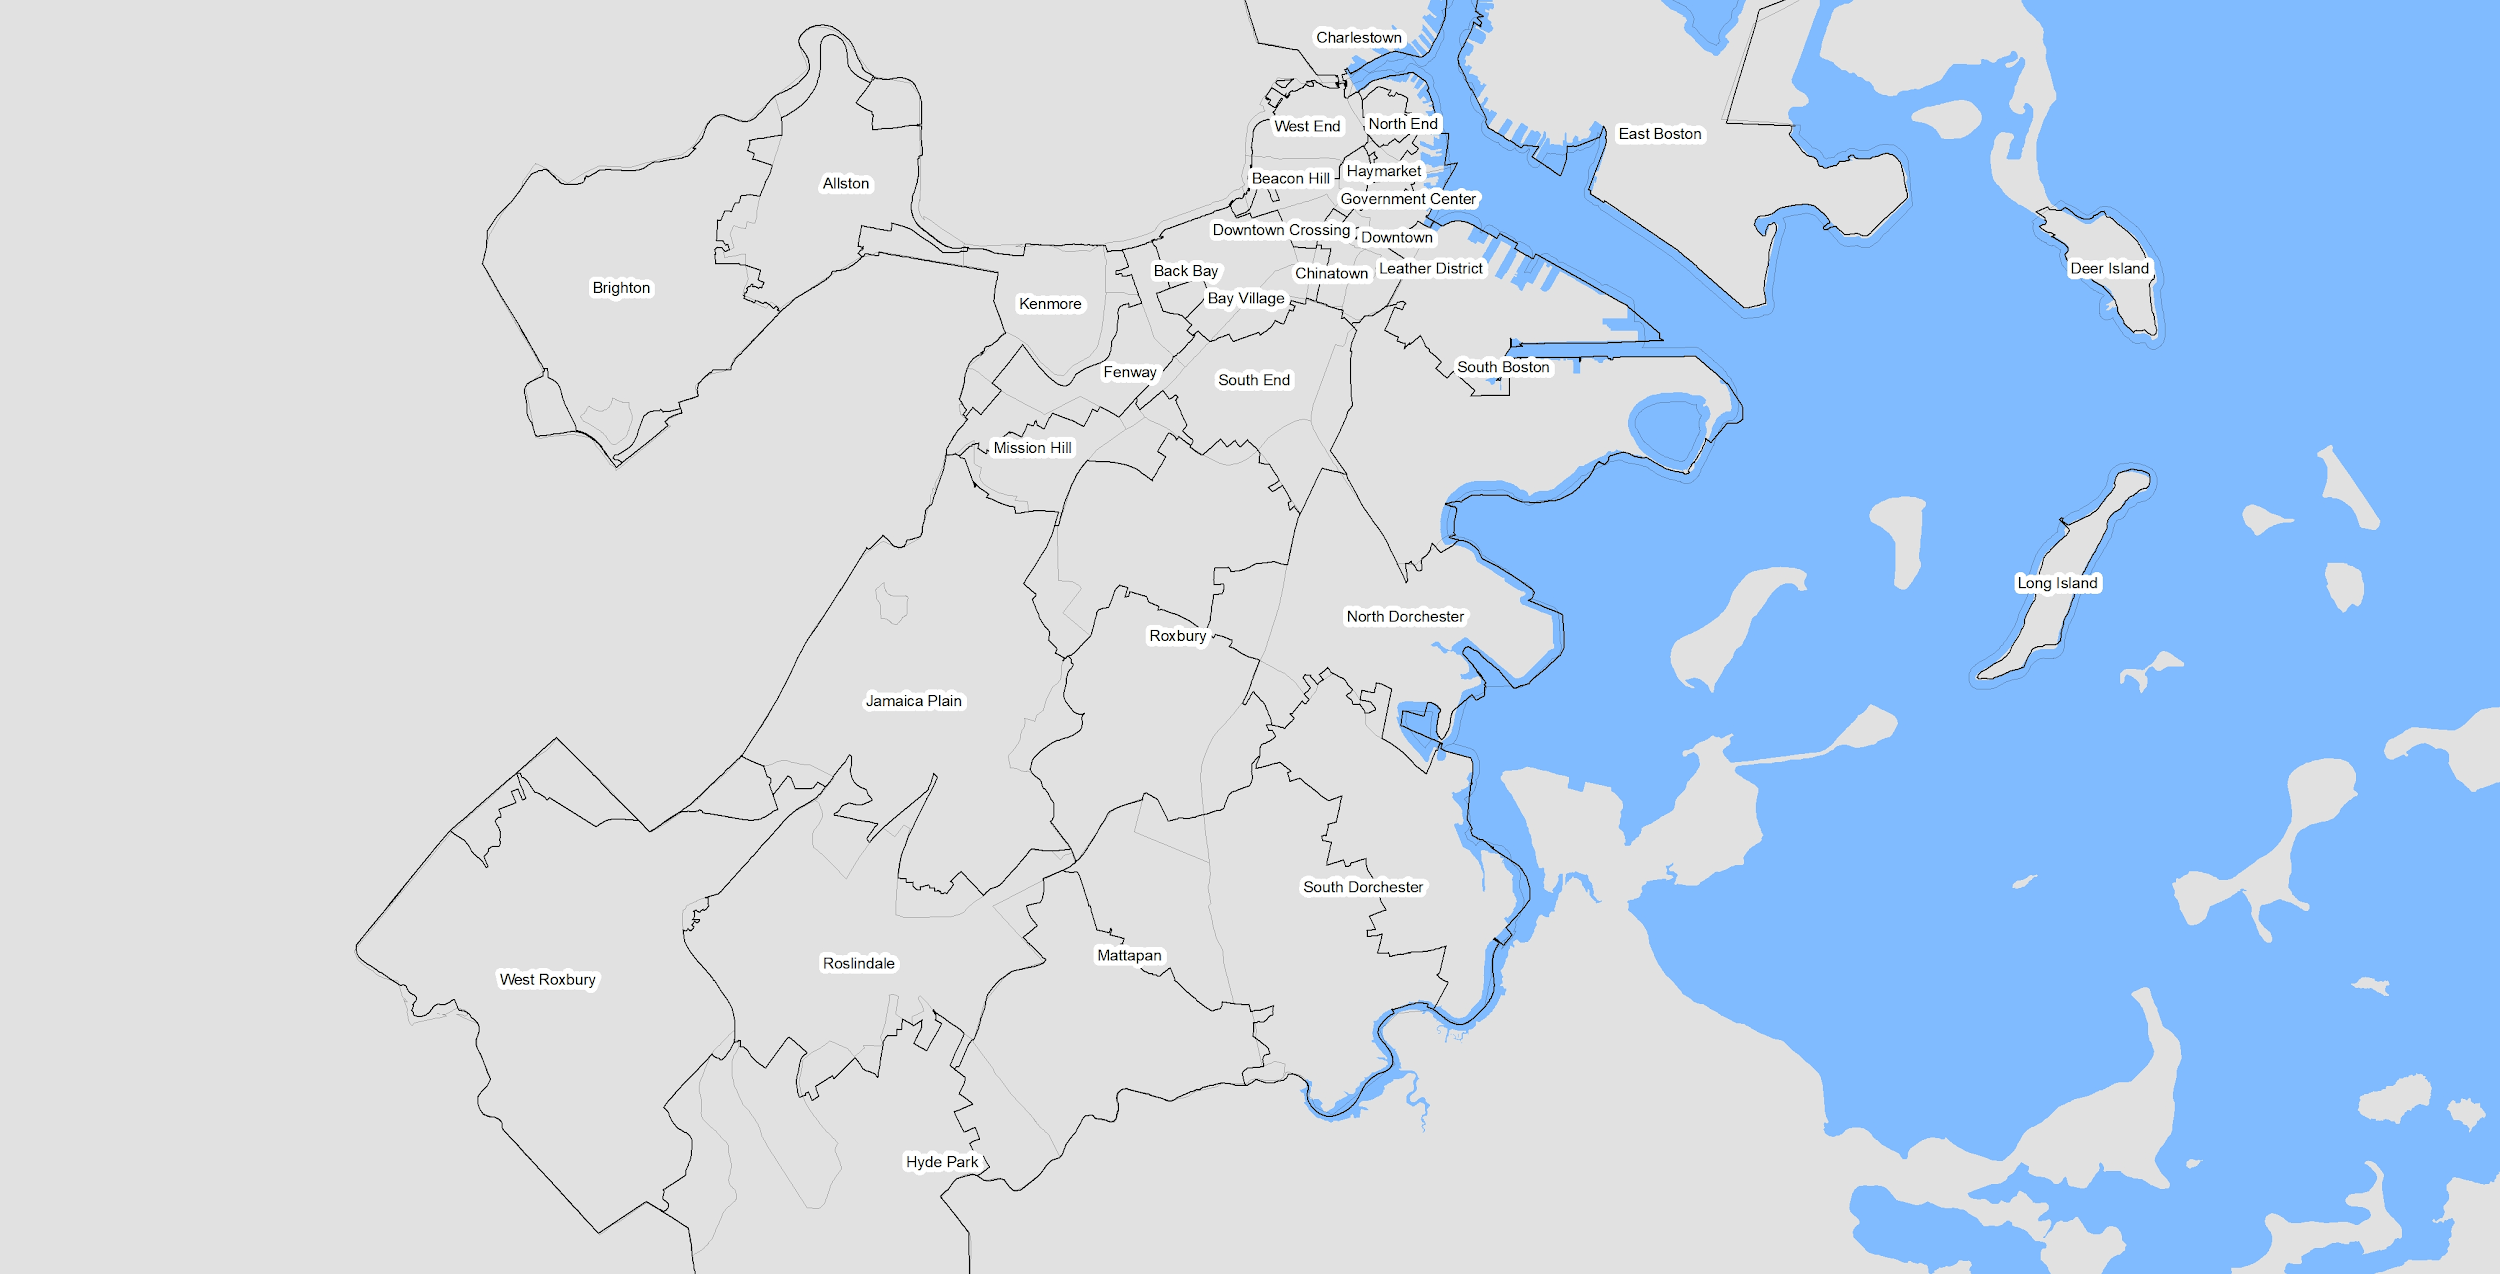 Charlestown
West End
North End
East Boston
Haymarket
Beacon Hill
Allston
Government Center
Downtown Crossing
Downtown
Back Bay
Chinatown
Leather District
Deer Island
Brighton
Bay Village
Kenmore
South Boston
Fenway
South End
Mission Hill
Long Island
North Dorchester
Roxbury
Jamaica Plain
South Dorchester
Mattapan
Roslindale
West Roxbury
Hyde Park